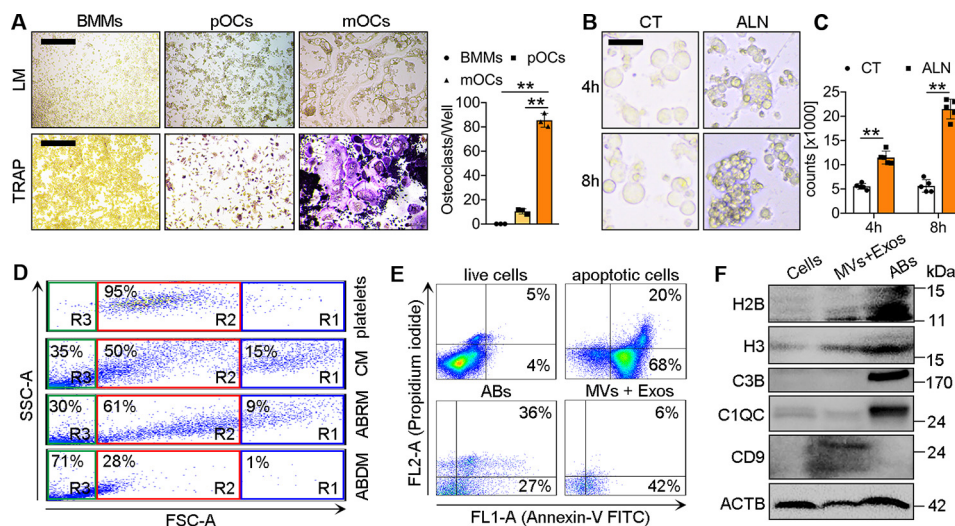 A
BMMs pOCs mOCs
LM
TRAP
BMMs pOCs
mOCs
**
**
Osteoclasts/Well
100
80
60
40
20
0
B
CT ALN
4h
8h
C
CT ALN
counts [x1000]
25
20
15
10
5
0
**
**
4h 8h
D
SSC-A
95%
R3 R2 R1
platelets
35% 50% 15%
R3 R2 R1
CM
30% 61% 9%
R3 R2 R1
ABRM
71% 28% 1%
R3 R2 R1
ABDM
FSC-A
E
live cells apoptotic cells
5% 20%
4% 68%
ABs MVs + Exos
36% 6%
27% 42%
FL2-A (Propidium iodide)
FL1-A (Annexin-V FITC)
F
Cells MVs+Exos ABs kDa
H2B 15
11
H3 15
C3B 170
C1QC 24
CD9 24
ACTB 42